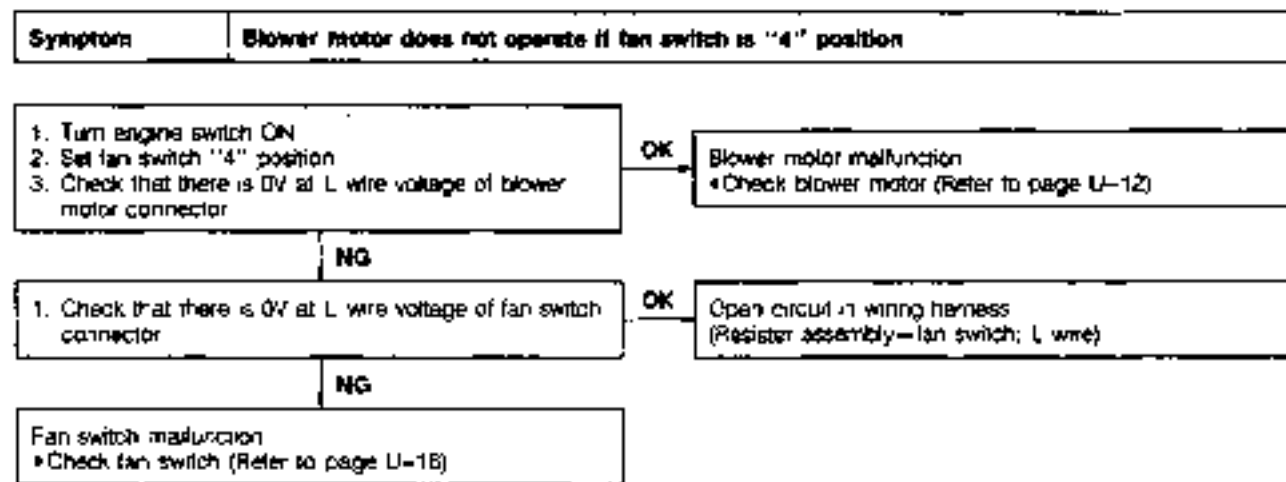 Symptom Blower motor does not operate if fan switch is "4" position
1. Turn engine switch ON
2. Set fan switch "4" position
3. Check that there is 0V at L wire voltage of blower
motor connector
OK
Blower motor malfunction
•Check blower motor (Refer to page U–12)
NG
1. Check that there is 0V at L wire voltage of fan switch
connector
OK
Open circuit in wiring harness
(Resister assembly–fan switch; L wire)
NG
Fan switch malfunction
•Check fan switch (Refer to page U–16)